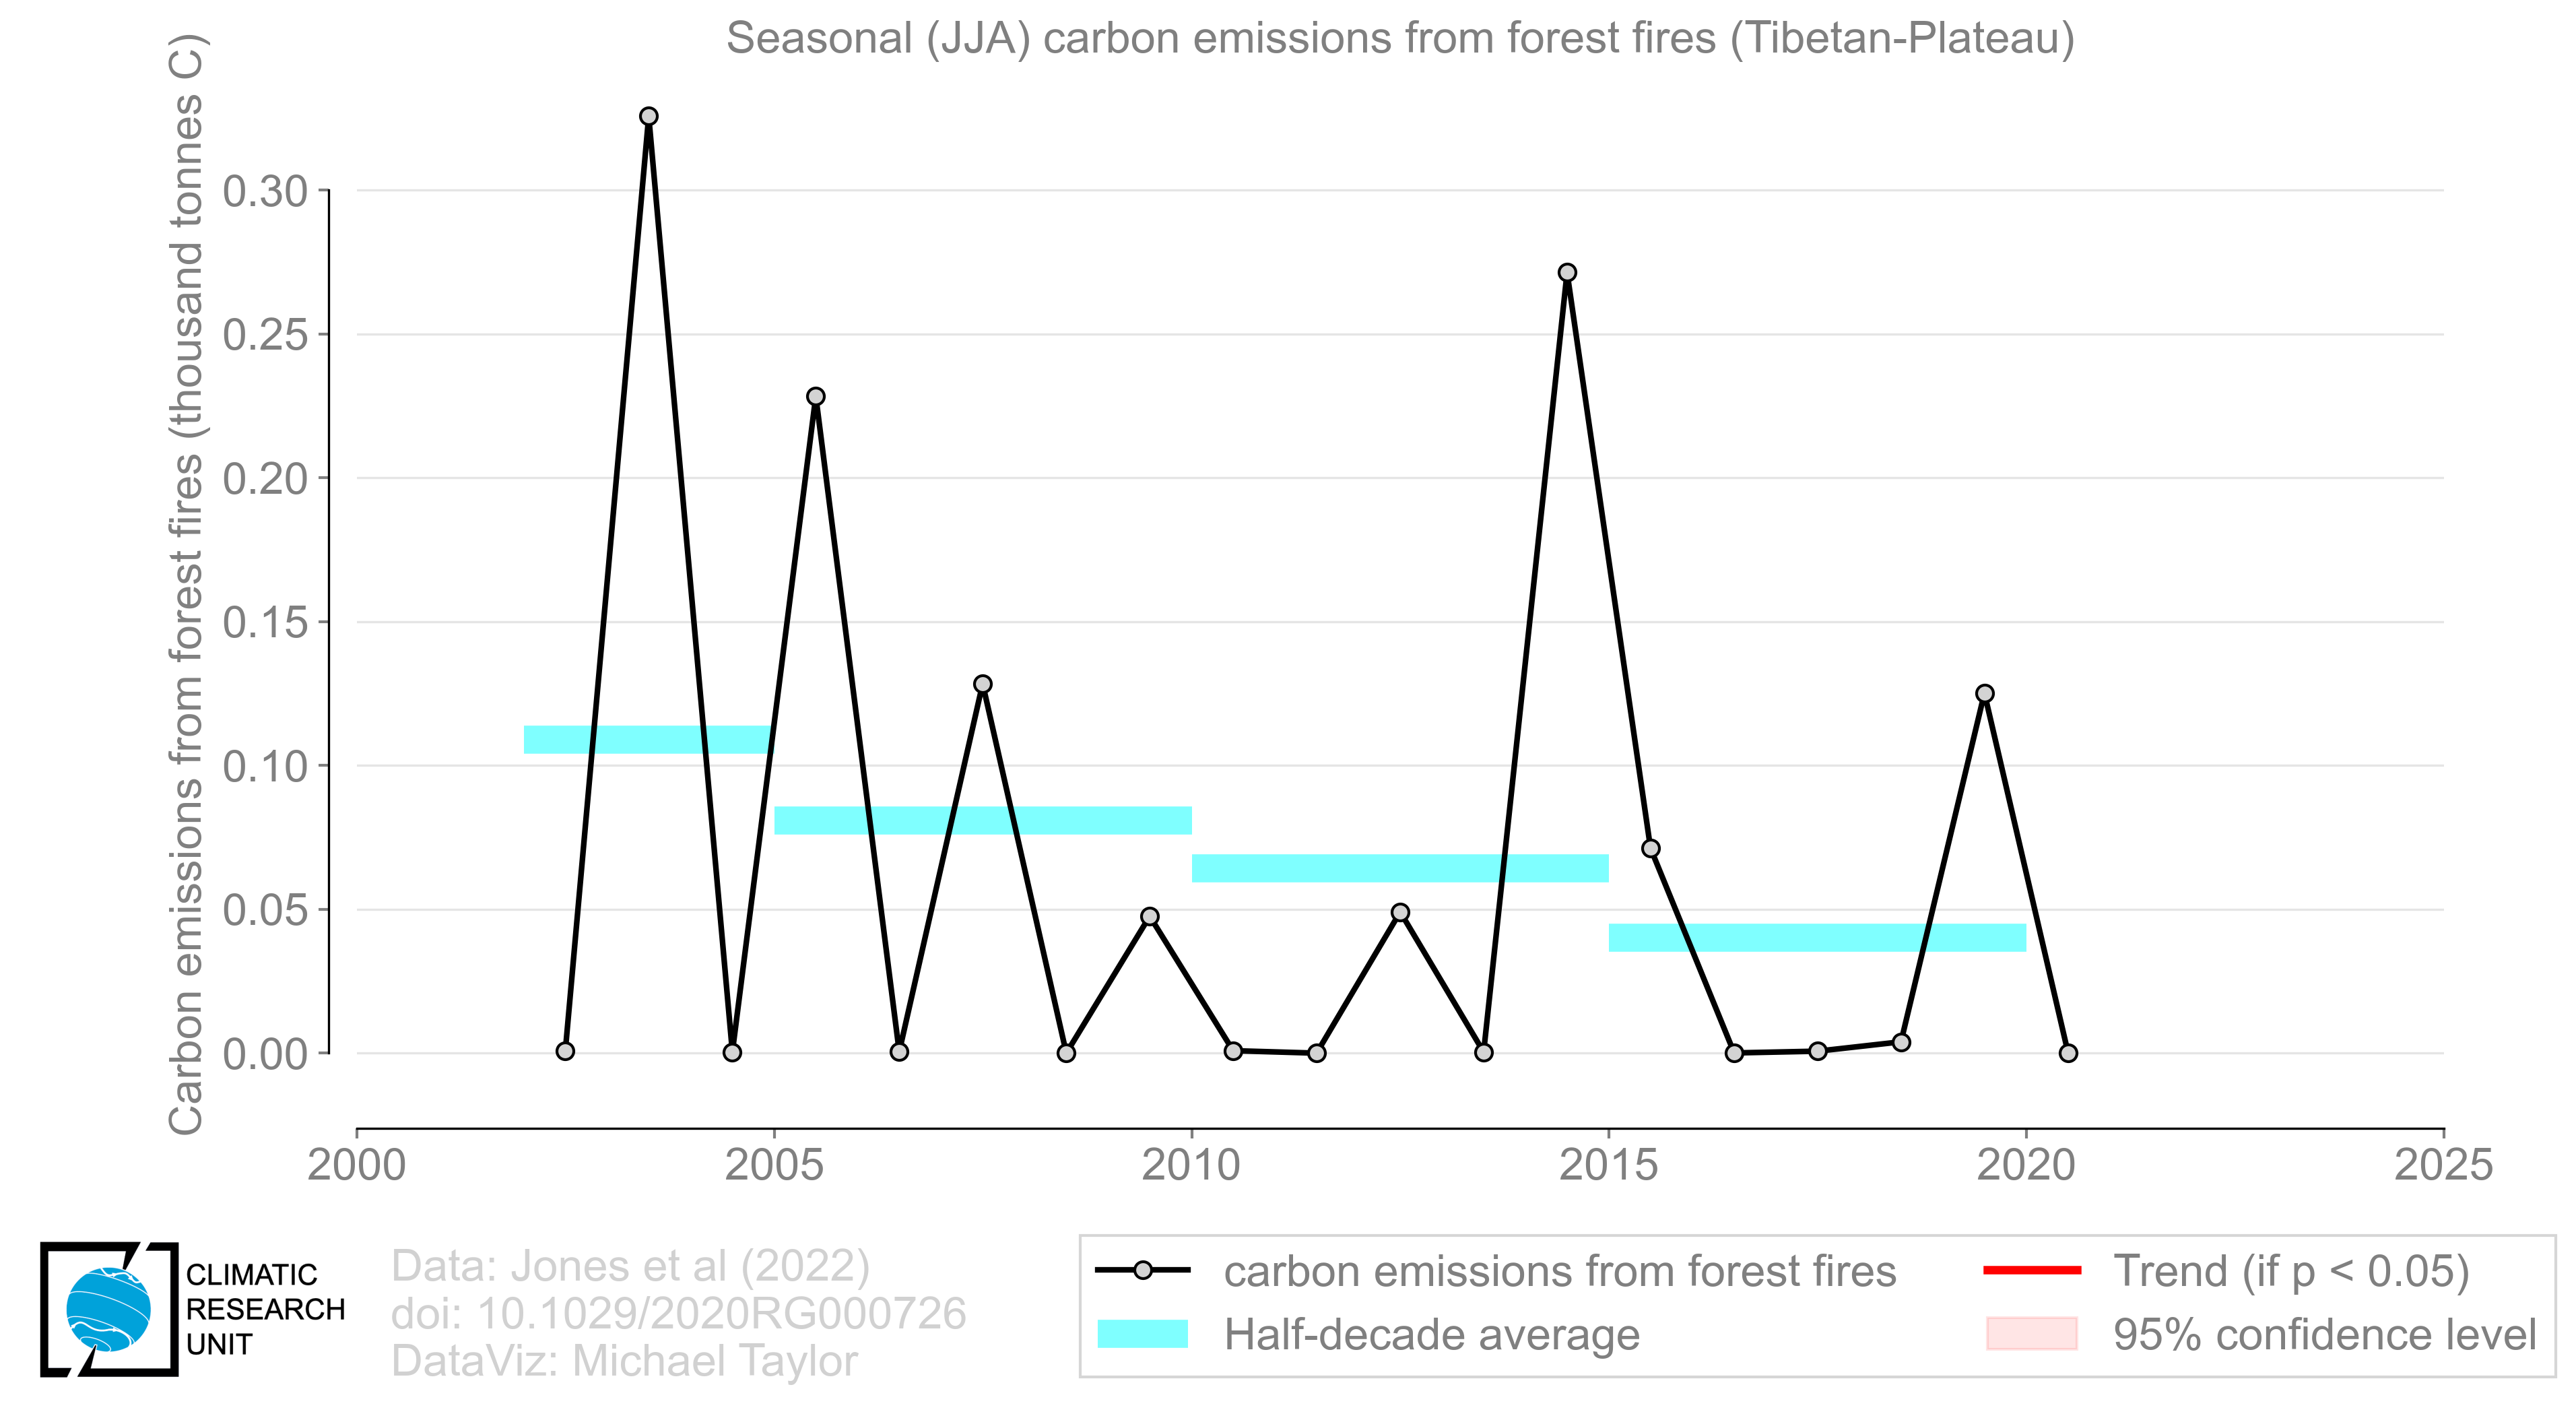 Seasonal (JJA) carbon emissions from forest fires (Tibetan-Plateau)
Carbon emissions from forest fires (thousand tonnes C)
0.30
0.25
0.20
0.15
0.10
0.05
0.00
2000 2005 2010 2015 2020 2025
CLIMATIC
RESEARCH
UNIT
Data: Jones et al (2022)
doi: 10.1029/2020RG000726
DataViz: Michael Taylor
carbon emissions from forest fires
Half-decade average
Trend (if p < 0.05)
95% confidence level